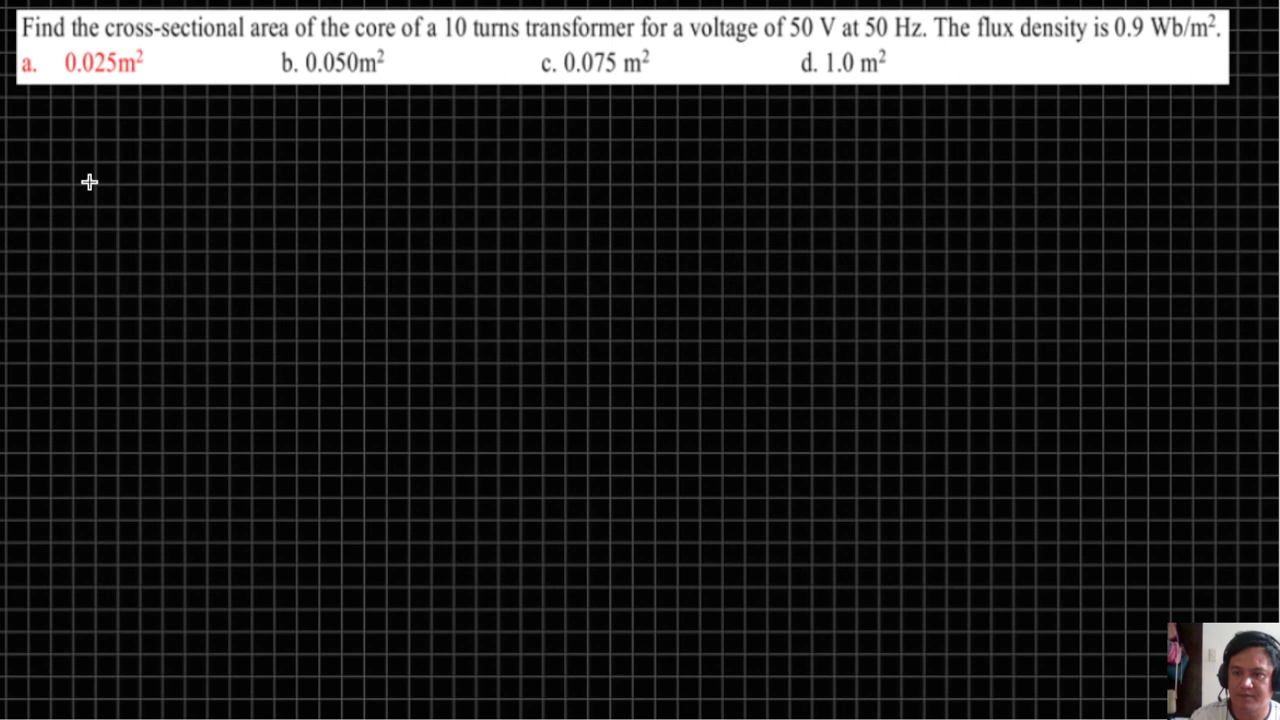 Find the cross-sectional area of the core of a 10 turns transformer for a voltage of 50 V at 50 Hz. The flux density is 0.9 Wb/m².
a. 0.025m² b. 0.050m² c. 0.075 m² d. 1.0 m²